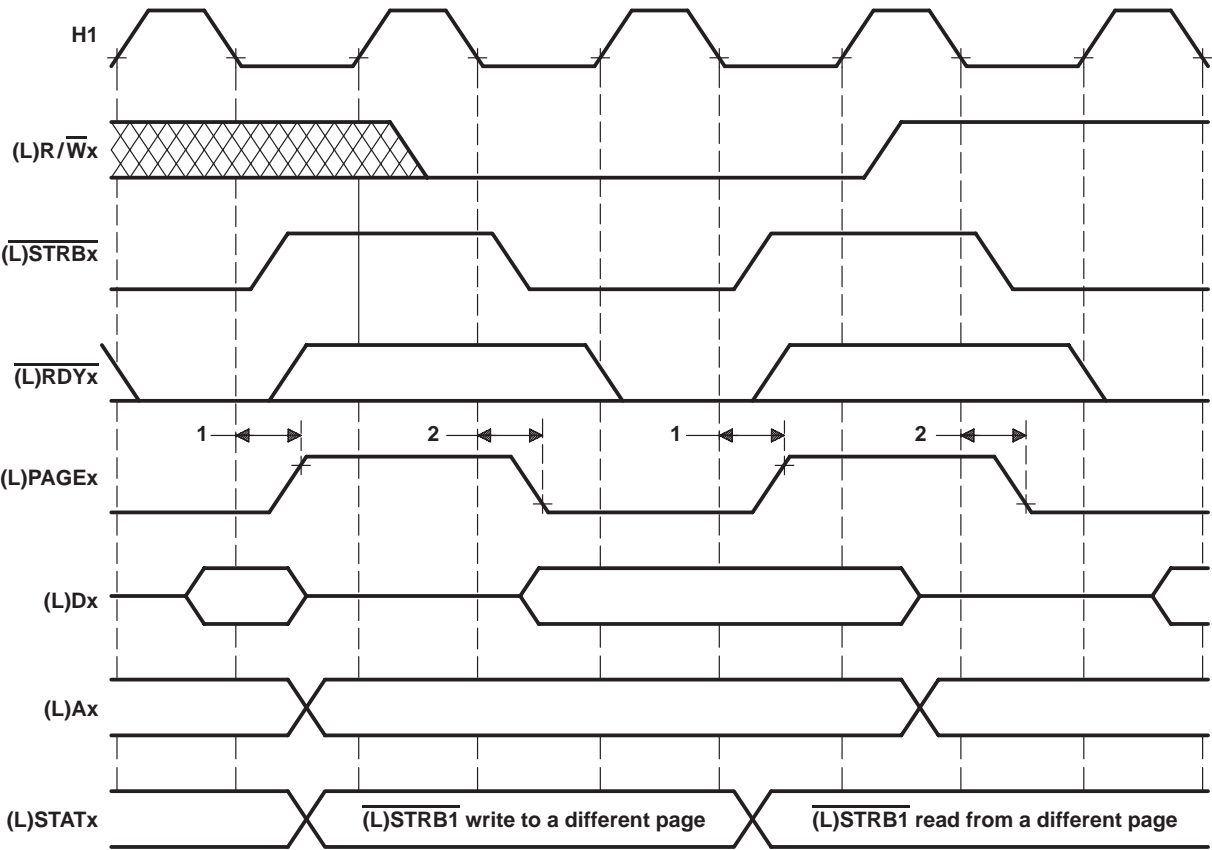 H1
(L)R/W̅x
(L)STRBx
(L)RDYx
1 2 1 2
(L)PAGEx
(L)Dx
(L)Ax
(L)STATx (L)STRB1 write to a different page (L)STRB1 read from a different page